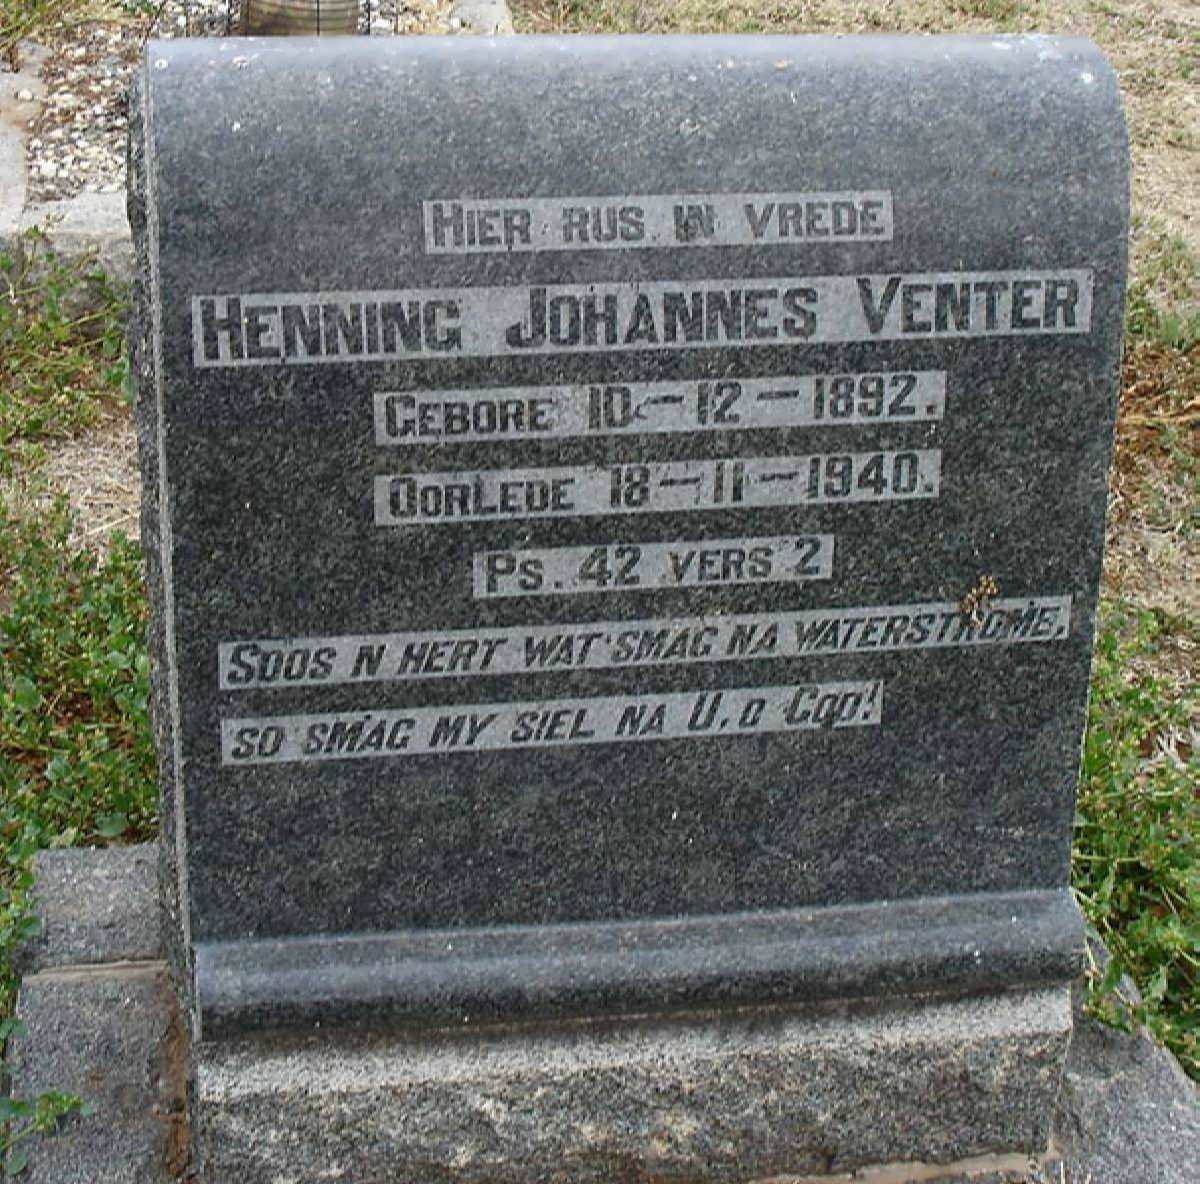 HIER RUS IN VREDE
HENNING JOHANNES VENTER
GEBORE 10-12-1892.
OORLEDE 18-11-1940.
PS. 42 VERS 2
SOOS N HERT WAT SMAG NA WATERSTROME,
SO SMAG MY SIEL NA U, O GOD!